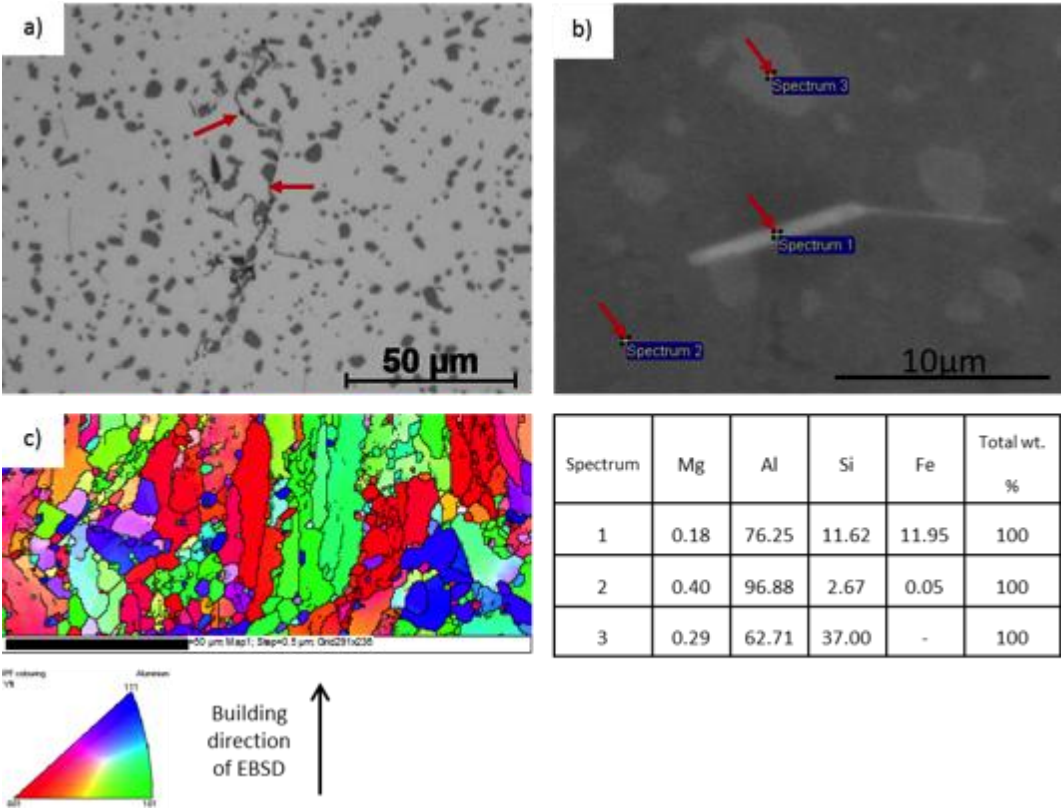 a)
50 µm
b)
Spectrum 3
Spectrum 1
Spectrum 2
10µm
c)
=50 µm; Map1; Step=0.5 µm; Grid291x236
Spectrum Mg Al Si Fe Total wt. %
1 0.18 76.25 11.62 11.95 100
2 0.40 96.88 2.67 0.05 100
3 0.29 62.71 37.00 - 100
Aluminium
111
001
101
Building
direction
of EBSD